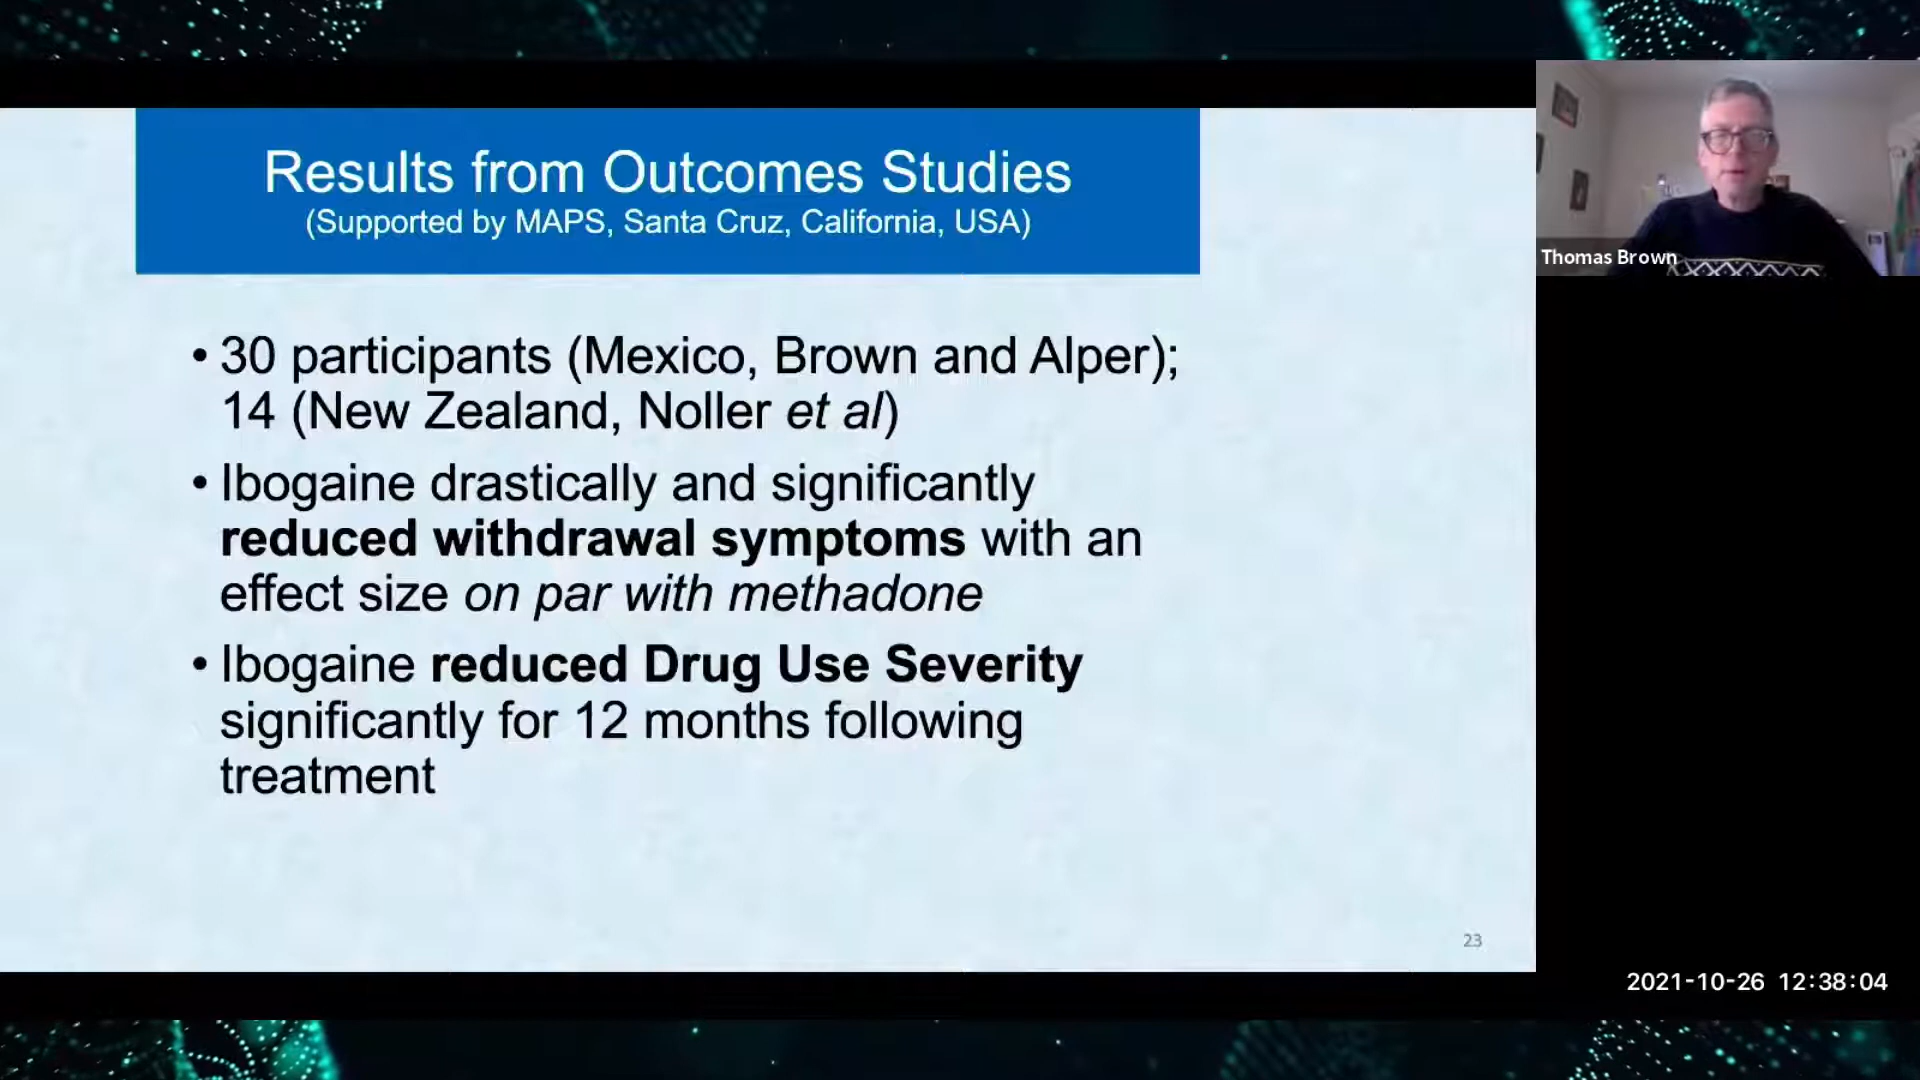 Results from Outcomes Studies
(Supported by MAPS, Santa Cruz, California, USA)
• 30 participants (Mexico, Brown and Alper);
14 (New Zealand, Noller et al)
• Ibogaine drastically and significantly
reduced withdrawal symptoms with an
effect size on par with methadone
• Ibogaine reduced Drug Use Severity
significantly for 12 months following
treatment
23
Thomas Brown
2021-10-26 12:38:04